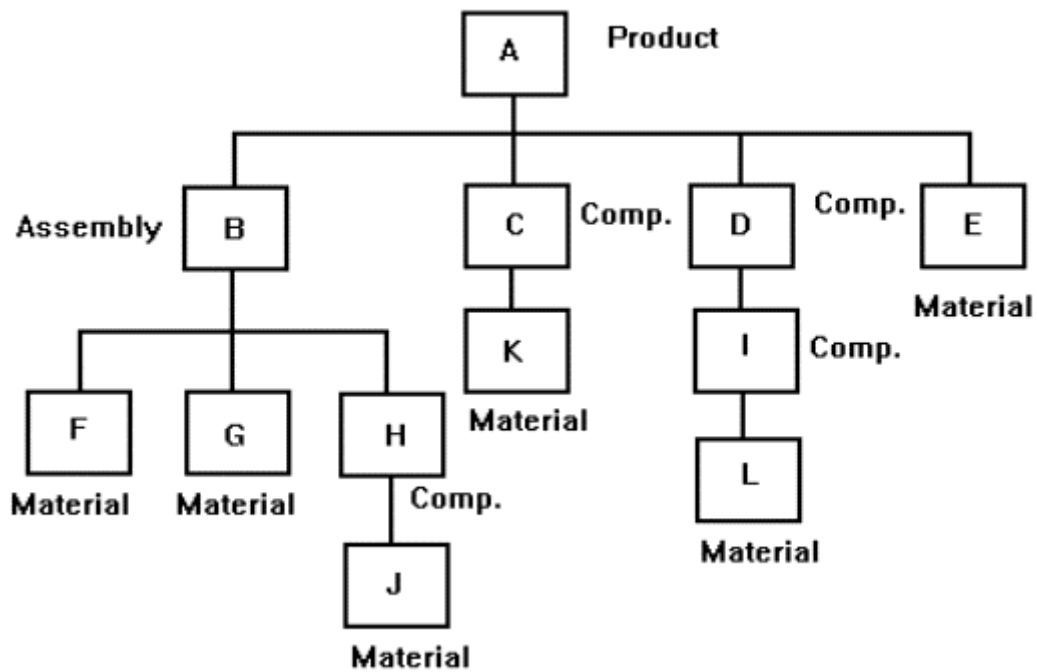 A
Product
Assembly
B
C
Comp.
D
Comp.
E
Material
K
Material
I
Comp.
F
Material
G
Material
H
Comp.
L
Material
J
Material